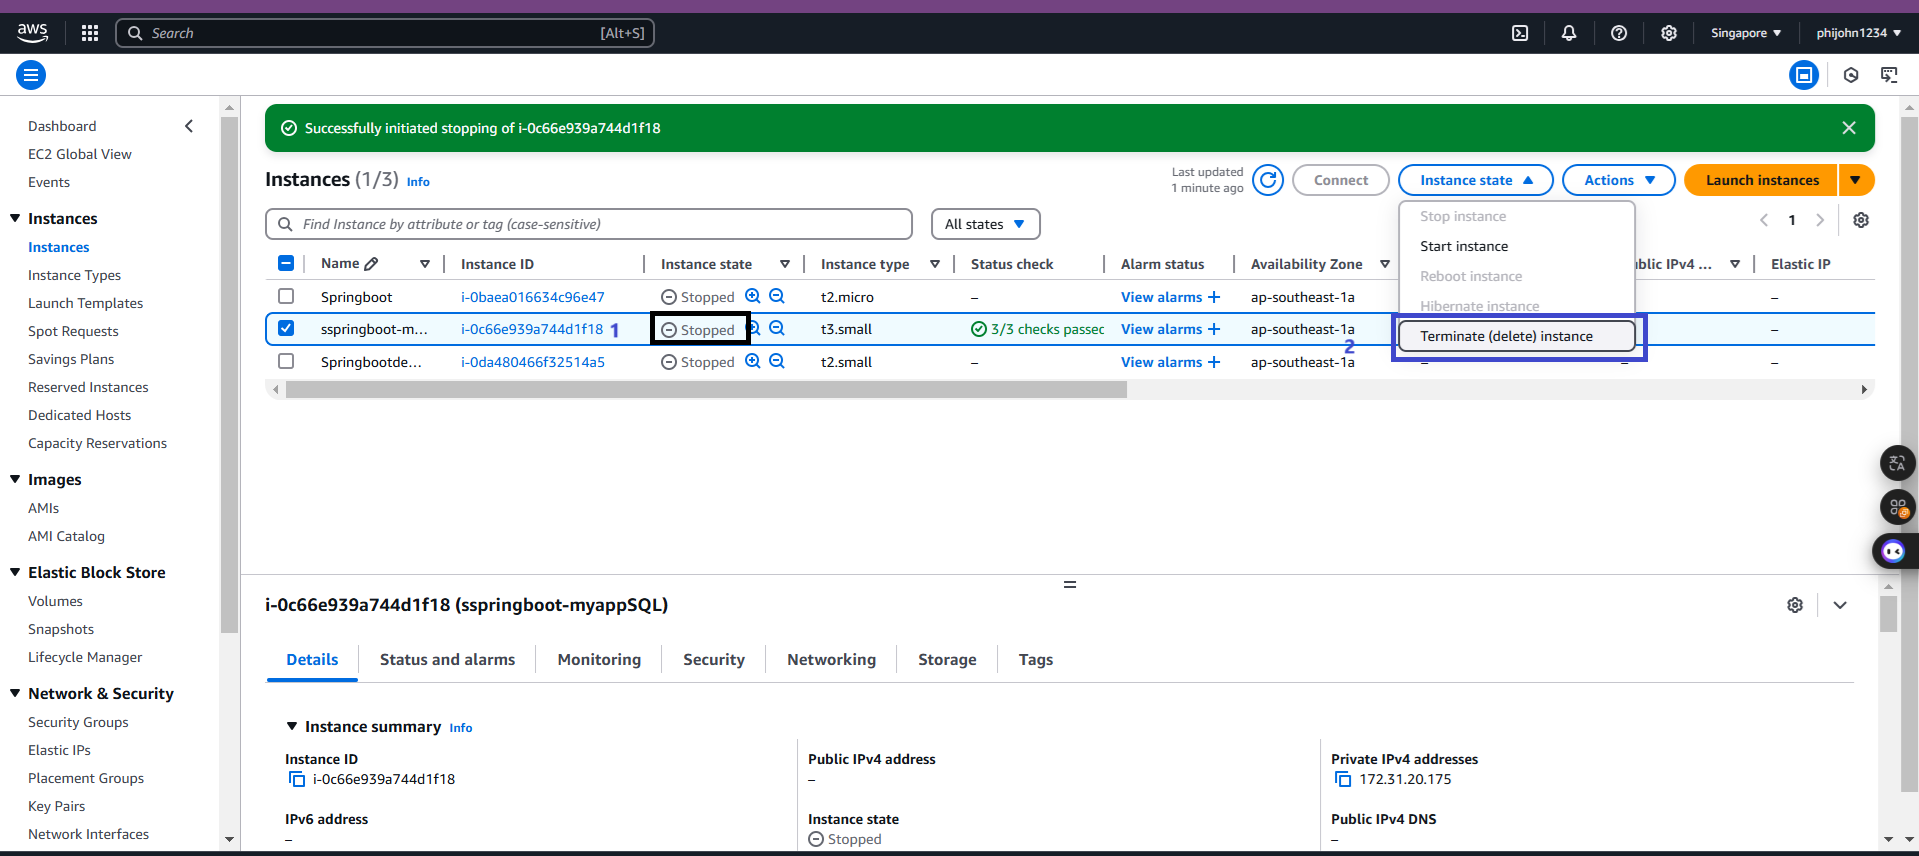 aws
Search [Alt+S]
Singapore
phijohn1234
Dashboard
EC2 Global View
Events
Instances
Instances
Instance Types
Launch Templates
Spot Requests
Savings Plans
Reserved Instances
Dedicated Hosts
Capacity Reservations
Images
AMIs
AMI Catalog
Elastic Block Store
Volumes
Snapshots
Lifecycle Manager
Network & Security
Security Groups
Elastic IPs
Placement Groups
Key Pairs
Network Interfaces
Successfully initiated stopping of i-0c66e939a744d1f18
Instances (1/3) Info
Last updated
1 minute ago
Connect
Instance state
Actions
Launch instances
Find Instance by attribute or tag (case-sensitive)
All states
1
Stop instance
Start instance
Reboot instance
Hibernate instance
Terminate (delete) instance
Name Instance ID Instance state Instance type Status check Alarm status Availability Zone IPv4 ... Elastic IP
Springboot i-0baea016634c96e47 Stopped t2.micro – View alarms + ap-southeast-1a –
sspringboot-m... i-0c66e939a744d1f18 1 Stopped t3.small 3/3 checks passec View alarms + ap-southeast-1a –
2
Springbootde... i-0da480466f32514a5 Stopped t2.small – View alarms + ap-southeast-1a – – –
i-0c66e939a744d1f18 (sspringboot-myappSQL)
Details Status and alarms Monitoring Security Networking Storage Tags
Instance summary Info
Instance ID
i-0c66e939a744d1f18
Public IPv4 address
–
Private IPv4 addresses
172.31.20.175
IPv6 address
–
Instance state
Stopped
Public IPv4 DNS
–